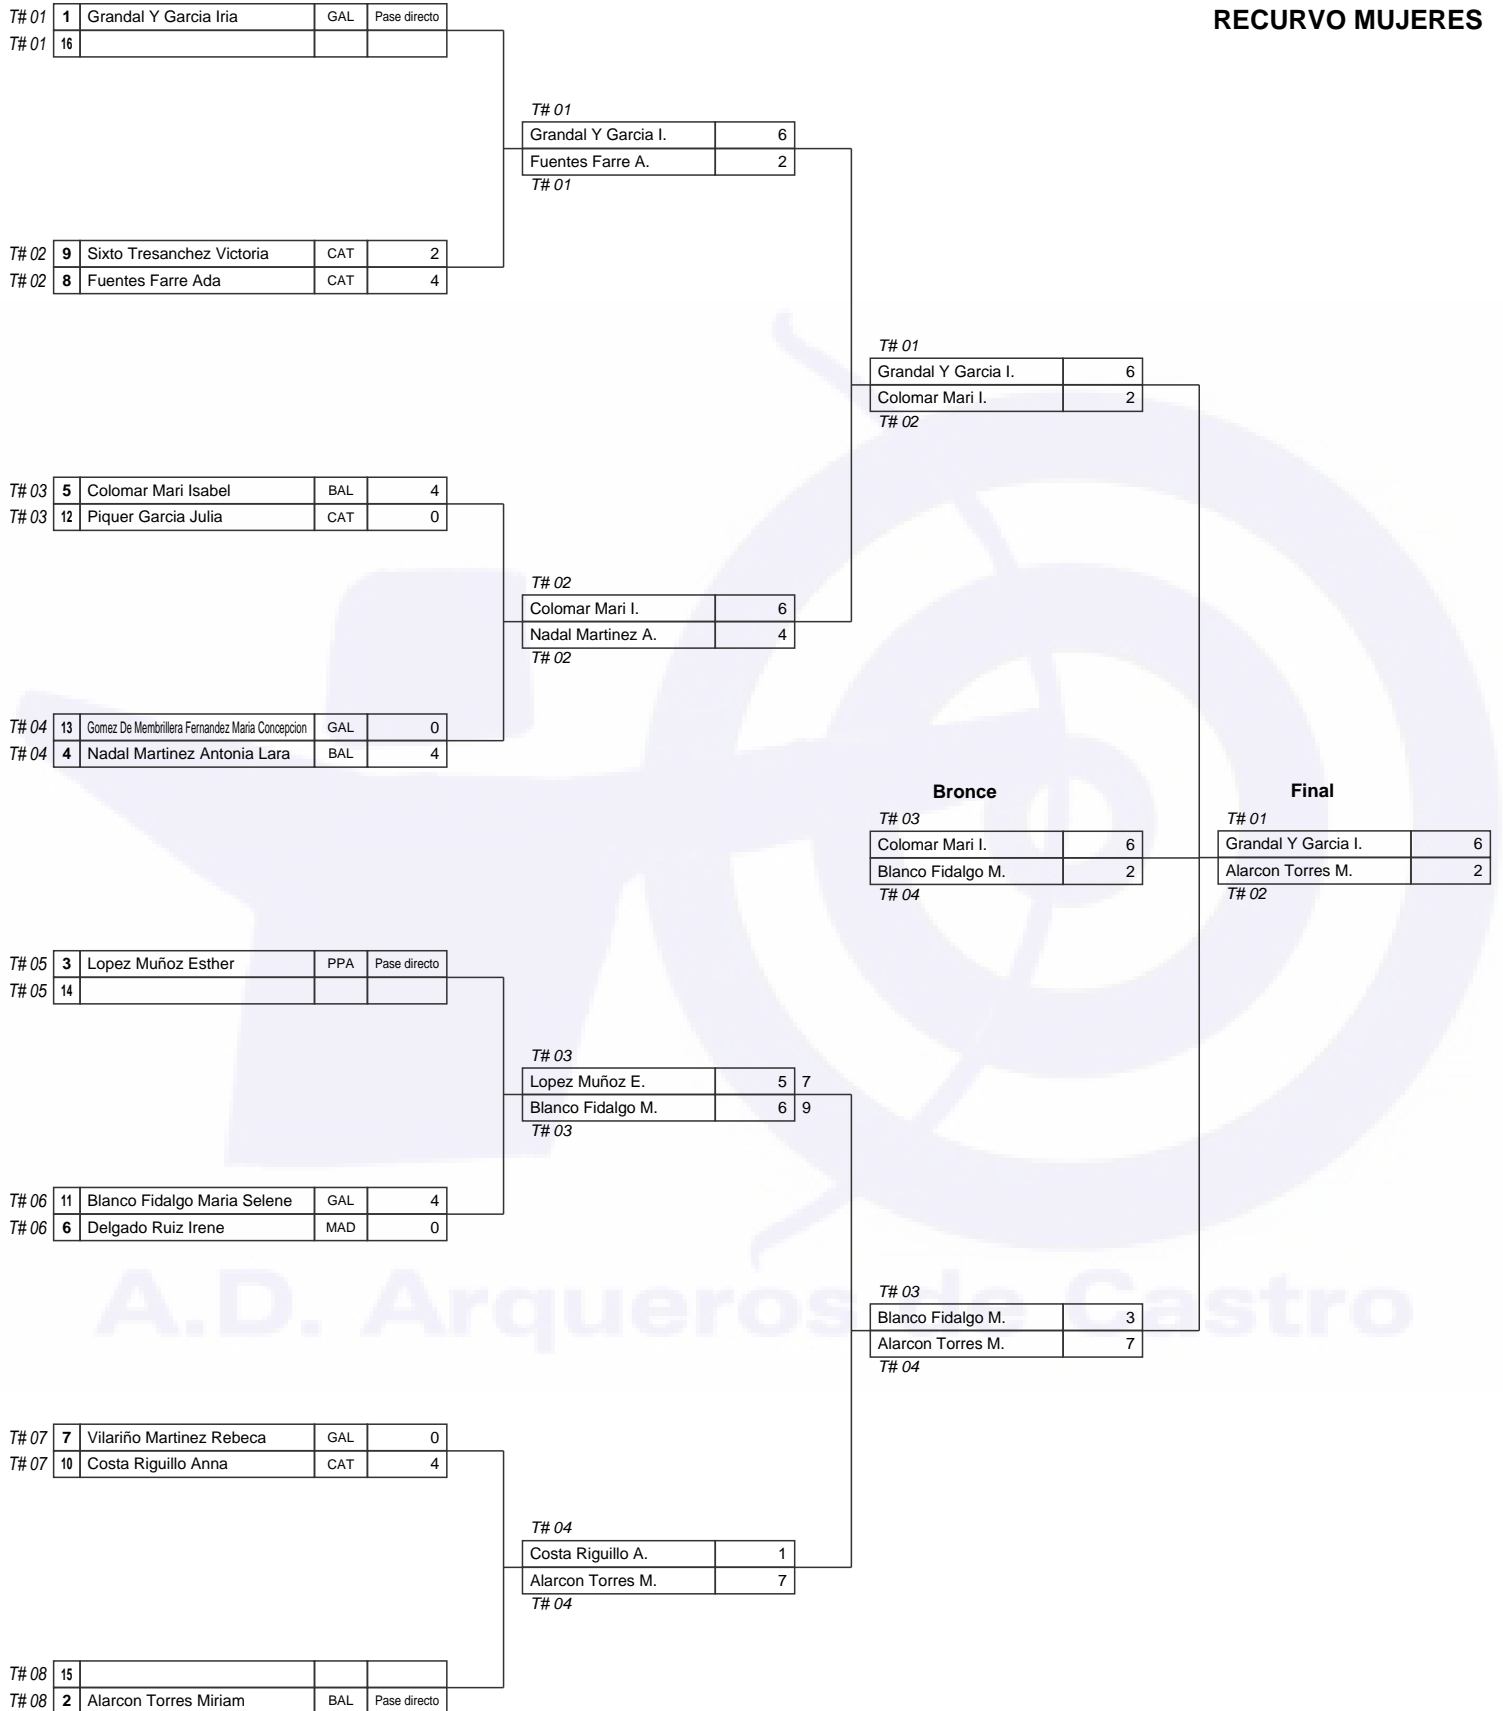 RECURVO MUJERES
T# 01 1 Grandal Y Garcia Iria GAL Pase directo
T# 01 16
T# 01
Grandal Y Garcia I. 6
Fuentes Farre A. 2
T# 01
T# 02 9 Sixto Tresanchez Victoria CAT 2
T# 02 8 Fuentes Farre Ada CAT 4
T# 01
Grandal Y Garcia I. 6
Colomar Mari I. 2
T# 02
T# 03 5 Colomar Mari Isabel BAL 4
T# 03 12 Piquer Garcia Julia CAT 0
T# 02
Colomar Mari I. 6
Nadal Martinez A. 4
T# 02
T# 04 13 Gomez De Membrillera Fernandez Maria Concepcion GAL 0
T# 04 4 Nadal Martinez Antonia Lara BAL 4
Bronce
T# 03
Colomar Mari I. 6
Blanco Fidalgo M. 2
T# 04
Final
T# 01
Grandal Y Garcia I. 6
Alarcon Torres M. 2
T# 02
T# 05 3 Lopez Muñoz Esther PPA Pase directo
T# 05 14
T# 03
Lopez Muñoz E. 5 7
Blanco Fidalgo M. 6 9
T# 03
T# 06 11 Blanco Fidalgo Maria Selene GAL 4
T# 06 6 Delgado Ruiz Irene MAD 0
A.D. Arqueros de Castro
T# 03
Blanco Fidalgo M. 3
Alarcon Torres M. 7
T# 04
T# 07 7 Vilariño Martinez Rebeca GAL 0
T# 07 10 Costa Riguillo Anna CAT 4
T# 04
Costa Riguillo A. 1
Alarcon Torres M. 7
T# 04
T# 08 15
T# 08 2 Alarcon Torres Miriam BAL Pase directo